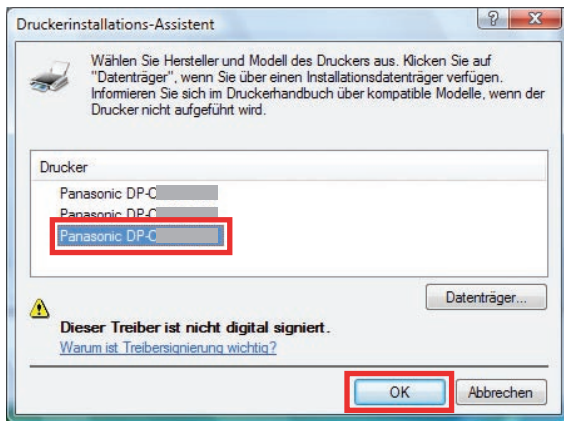 Druckerinstallations-Assistent
Wählen Sie Hersteller und Modell des Druckers aus. Klicken Sie auf
"Datenträger", wenn Sie über einen Installationsdatenträger verfügen.
Informieren Sie sich im Druckerhandbuch über kompatible Modelle, wenn der
Drucker nicht aufgeführt wird.
Drucker
Panasonic DP-C
Panasonic DP-C
Panasonic DP-C
Datenträger...
Dieser Treiber ist nicht digital signiert.
Warum ist Treibersignierung wichtig?
OK
Abbrechen